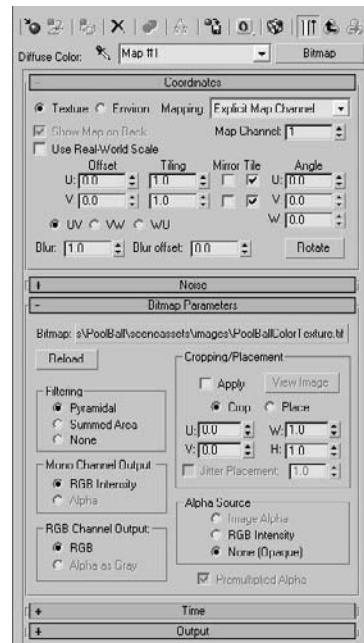 Diffuse Color: Map #1 Bitmap
- Coordinates
Texture Environ Mapping: Explicit Map Channel
Show Map on Back Map Channel: 1
Use Real-World Scale
Offset Tiling Mirror Tile Angle
U: 0.0 1.0 U: 0.0
V: 0.0 1.0 V: 0.0
W: 0.0
UV VW WU
Blur: 1.0 Blur offset: 0.0 Rotate
+ Noise
- Bitmap Parameters
Bitmap: s\PoolBall\sceneassets\images\PoolBallColorTexture.tif
Reload
Cropping/Placement
Apply View Image
Crop Place
U: 0.0 W: 1.0
V: 0.0 H: 1.0
Jitter Placement: 1.0
Filtering
Pyramidal
Summed Area
None
Mono Channel Output:
RGB Intensity
Alpha
RGB Channel Output:
RGB
Alpha as Gray
Alpha Source
Image Alpha
RGB Intensity
None (Opaque)
Premultiplied Alpha
+ Time
+ Output